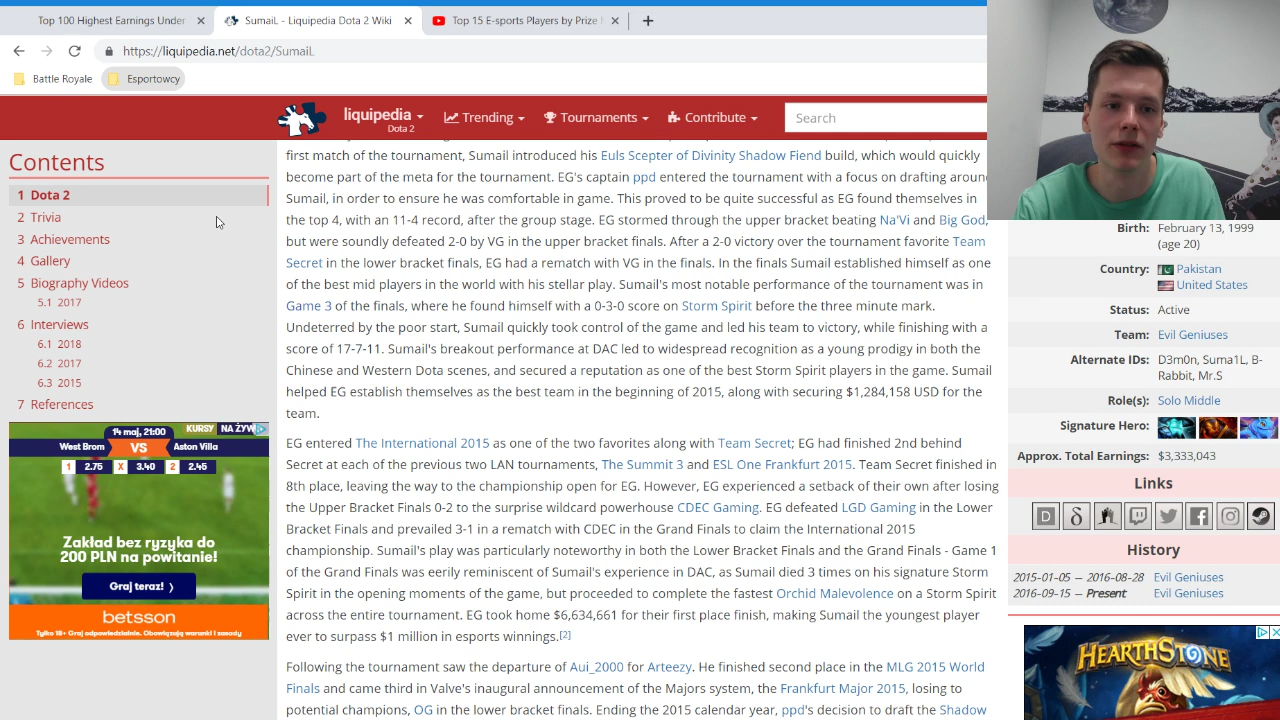 Top 100 Highest Earnings Under
SumaiL - Liquipedia Dota 2 Wiki
Top 15 E-sports Players by Prize
https://liquipedia.net/dota2/SumaiL
Battle Royale
Esportowcy
liquipedia
Dota 2
Trending
Tournaments
Contribute
Search
Contents
1 Dota 2
2 Trivia
3 Achievements
4 Gallery
5 Biography Videos
5.1 2017
6 Interviews
6.1 2018
6.2 2017
6.3 2015
7 References
14 maj, 21:00
KURSY NA ŻYW
West Brom VS Aston Villa
1 2.75 X 3.40 2 2.45
Zakład bez ryzyka do
200 PLN na powitanie!
Graj teraz! ⟩
betsson
Tylko 18+ Graj odpowiedzialnie. Obowiązują warunki i zasady
first match of the tournament, Sumail introduced his Euls Scepter of Divinity Shadow Fiend build, which would quickly
become part of the meta for the tournament. EG's captain ppd entered the tournament with a focus on drafting aroun
Sumail, in order to ensure he was comfortable in game. This proved to be quite successful as EG found themselves in
the top 4, with an 11-4 record, after the group stage. EG stormed through the upper bracket beating Na'Vi and Big God,
but were soundly defeated 2-0 by VG in the upper bracket finals. After a 2-0 victory over the tournament favorite Team
Secret in the lower bracket finals, EG had a rematch with VG in the finals. In the finals Sumail established himself as one
of the best mid players in the world with his stellar play. Sumail's most notable performance of the tournament was in
Game 3 of the finals, where he found himself with a 0-3-0 score on Storm Spirit before the three minute mark.
Undeterred by the poor start, Sumail quickly took control of the game and led his team to victory, while finishing with a
score of 17-7-11. Sumail's breakout performance at DAC led to widespread recognition as a young prodigy in both the
Chinese and Western Dota scenes, and secured a reputation as one of the best Storm Spirit players in the game. Sumail
helped EG establish themselves as the best team in the beginning of 2015, along with securing $1,284,158 USD for the
team.
EG entered The International 2015 as one of the two favorites along with Team Secret. EG had finished 2nd behind
Secret at each of the previous two LAN tournaments, The Summit 3 and ESL One Frankfurt 2015. Team Secret finished in
8th place, leaving the way to the championship open for EG. However, EG experienced a setback of their own after losing
the Upper Bracket Finals 0-2 to the surprise wildcard powerhouse CDEC Gaming. EG defeated LGD Gaming in the Lower
Bracket Finals and prevailed 3-1 in a rematch with CDEC in the Grand Finals to claim the International 2015
championship. Sumail's play was particularly noteworthy in both the Lower Bracket Finals and the Grand Finals - Game 1
of the Grand Finals was eerily reminiscent of Sumail's experience in DAC, as Sumail died 3 times on his signature Storm
Spirit in the opening moments of the game, but proceeded to complete the fastest Orchid Malevolence on a Storm Spirit
across the entire tournament. EG took home $6,634,661 for their first place finish, making Sumail the youngest player
ever to surpass $1 million in esports winnings.[2]
Following the tournament saw the departure of Aui_2000 for Arteezy. He finished second place in the MLG 2015 World
Finals and came third in Valve's inaugural announcement of the Majors system, the Frankfurt Major 2015, losing to
potential champions, OG in the lower bracket finals. Ending the 2015 calendar year, ppd's decision to draft the Shadow
Birth: February 13, 1999
(age 20)
Country: Pakistan
United States
Status: Active
Team: Evil Geniuses
Alternate IDs: D3m0n, Suma1L, B-
Rabbit, Mr.S
Role(s): Solo Middle
Signature Hero:
Approx. Total Earnings: $3,333,043
Links
History
2015-01-05 — 2016-08-28 Evil Geniuses
2016-09-15 — Present Evil Geniuses
HEARTHSTONE